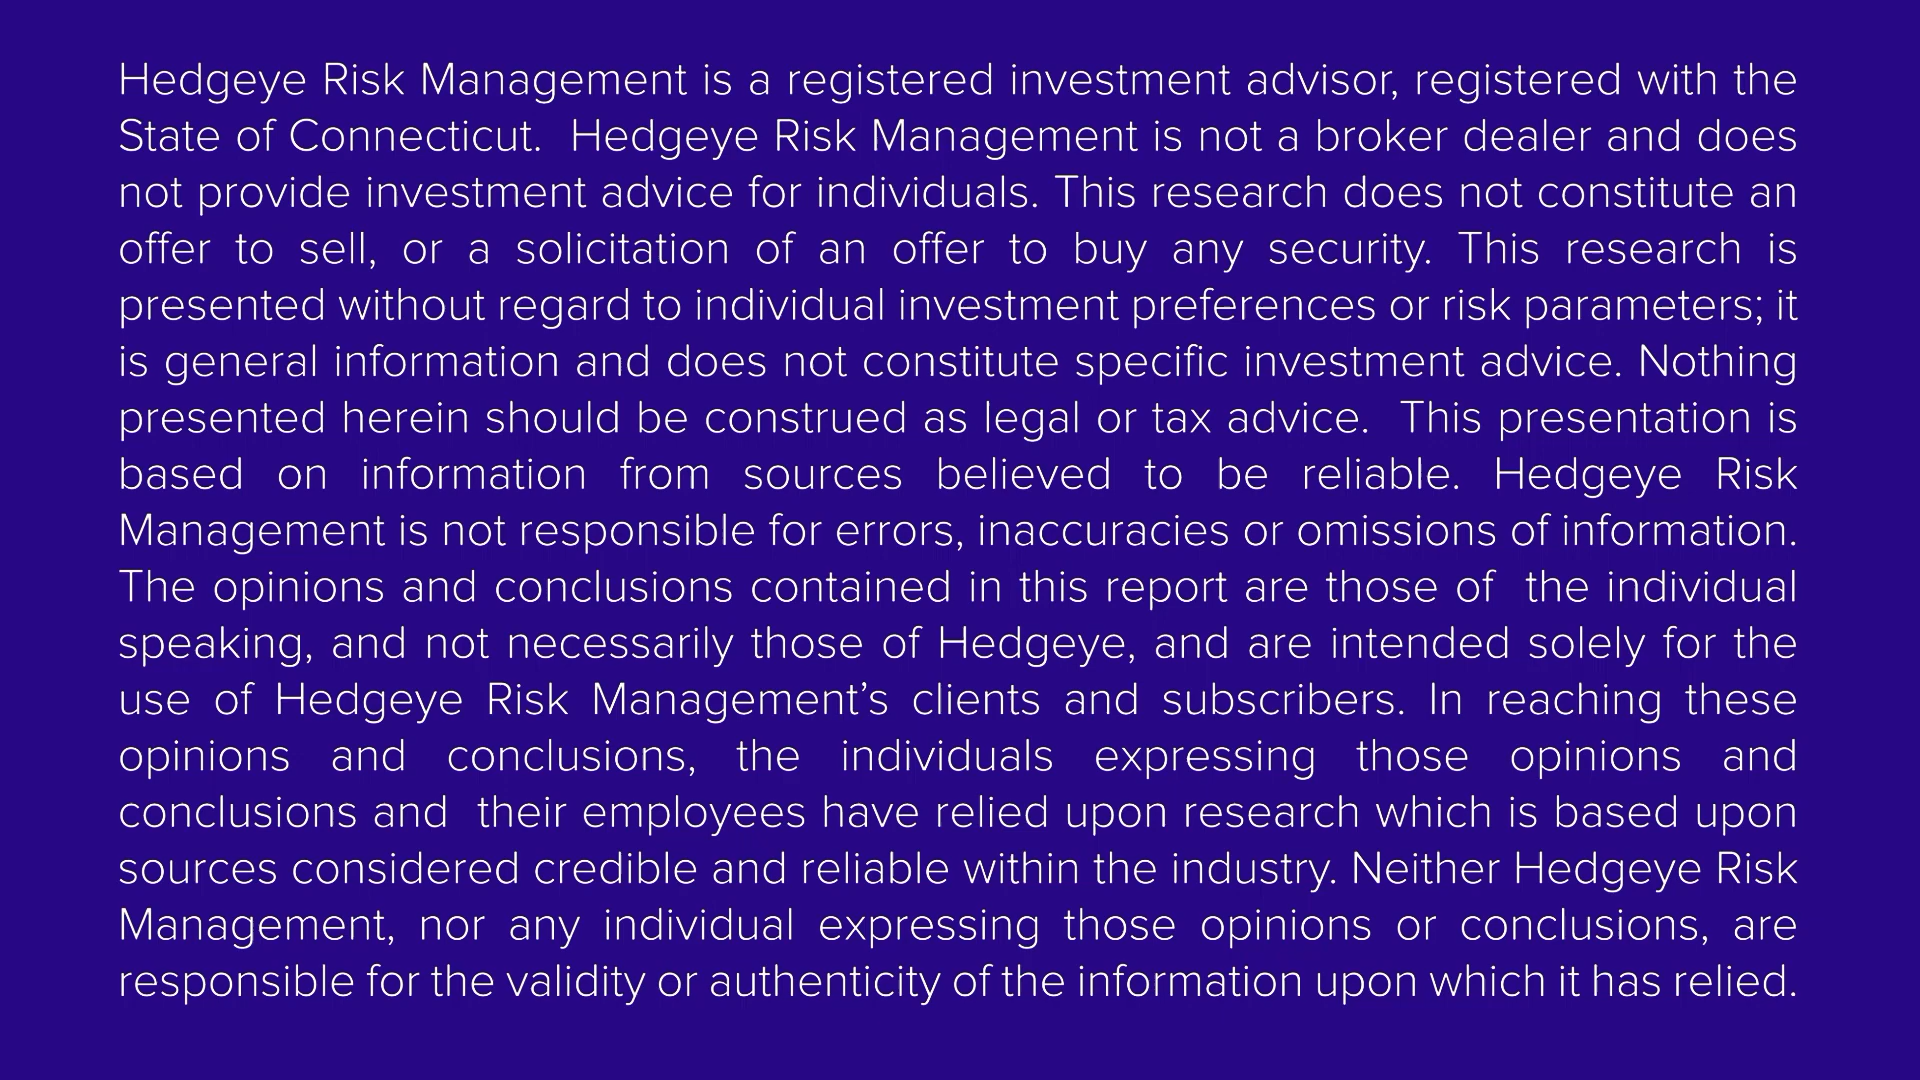 Hedgeye Risk Management is a registered investment advisor, registered with the
State of Connecticut.  Hedgeye Risk Management is not a broker dealer and does
not provide investment advice for individuals. This research does not constitute an
offer to sell, or a solicitation of an offer to buy any security. This research is
presented without regard to individual investment preferences or risk parameters; it
is general information and does not constitute specific investment advice. Nothing
presented herein should be construed as legal or tax advice.  This presentation is
based on information from sources believed to be reliable. Hedgeye Risk
Management is not responsible for errors, inaccuracies or omissions of information.
The opinions and conclusions contained in this report are those of  the individual
speaking, and not necessarily those of Hedgeye, and are intended solely for the
use of Hedgeye Risk Management’s clients and subscribers. In reaching these
opinions and conclusions, the individuals expressing those opinions and
conclusions and  their employees have relied upon research which is based upon
sources considered credible and reliable within the industry. Neither Hedgeye Risk
Management, nor any individual expressing those opinions or conclusions, are
responsible for the validity or authenticity of the information upon which it has relied.